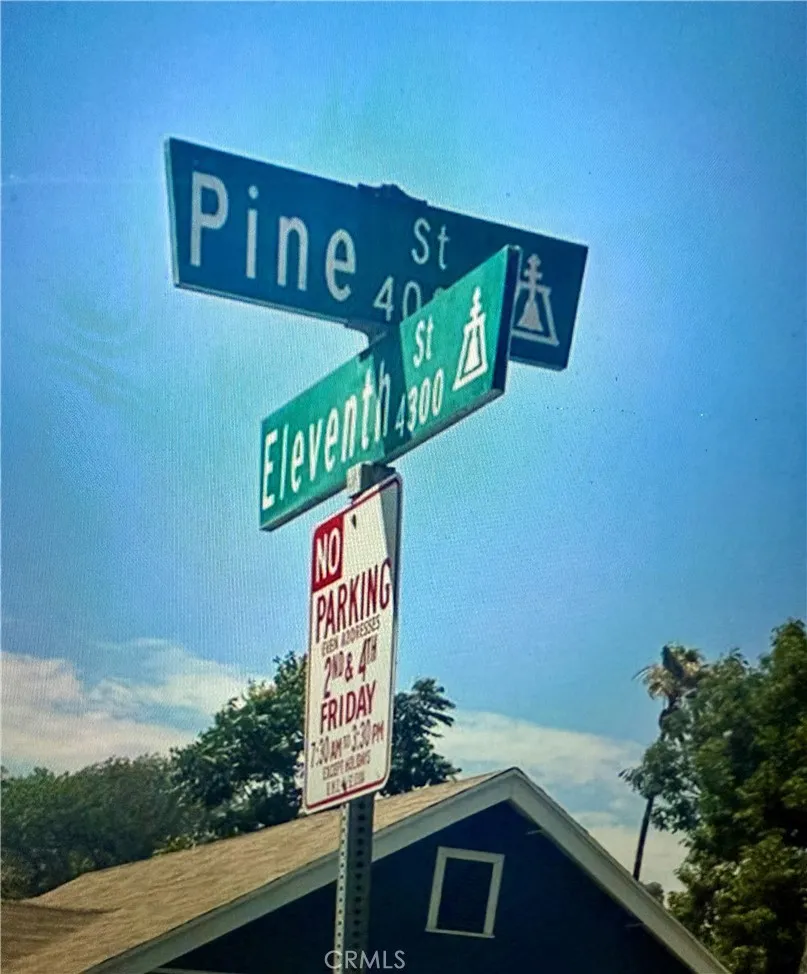 Pine St
Eleventh St
4300
NO
PARKING
EVEN ADDRESSES
2ND & 4TH
FRIDAY
7:30 AM TO 3:30 PM
EXCEPT HOLIDAYS
CRMLS